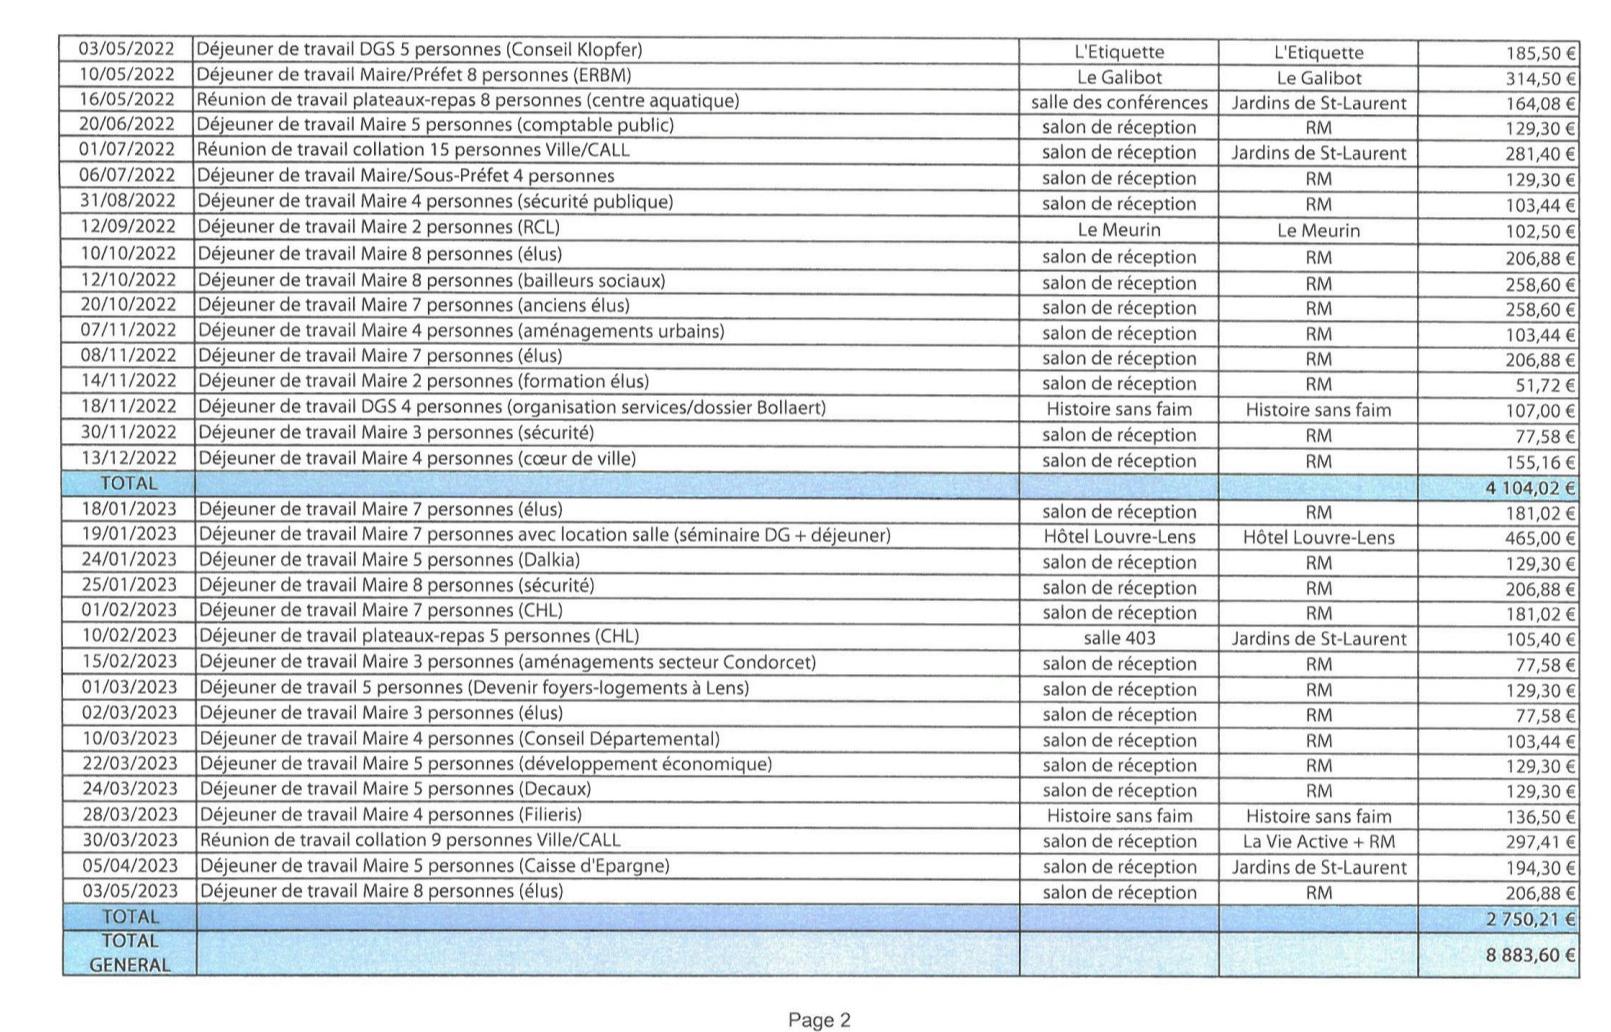 03/05/2022 Déjeuner de travail DGS 5 personnes (Conseil Klopfer) L'Etiquette L'Etiquette 185,50 €
10/05/2022 Déjeuner de travail Maire/Préfet 8 personnes (ERBM) Le Galibot Le Galibot 314,50 €
16/05/2022 Réunion de travail plateaux-repas 8 personnes (centre aquatique) salle des conférences Jardins de St-Laurent 164,08 €
20/06/2022 Déjeuner de travail Maire 5 personnes (comptable public) salon de réception RM 129,30 €
01/07/2022 Réunion de travail collation 15 personnes Ville/CALL salon de réception Jardins de St-Laurent 281,40 €
06/07/2022 Déjeuner de travail Maire/Sous-Préfet 4 personnes salon de réception RM 129,30 €
31/08/2022 Déjeuner de travail Maire 4 personnes (sécurité publique) salon de réception RM 103,44 €
12/09/2022 Déjeuner de travail Maire 2 personnes (RCL) Le Meurin Le Meurin 102,50 €
10/10/2022 Déjeuner de travail Maire 8 personnes (élus) salon de réception RM 206,88 €
12/10/2022 Déjeuner de travail Maire 8 personnes (bailleurs sociaux) salon de réception RM 258,60 €
20/10/2022 Déjeuner de travail Maire 7 personnes (anciens élus) salon de réception RM 258,60 €
07/11/2022 Déjeuner de travail Maire 4 personnes (aménagements urbains) salon de réception RM 103,44 €
08/11/2022 Déjeuner de travail Maire 7 personnes (élus) salon de réception RM 206,88 €
14/11/2022 Déjeuner de travail Maire 2 personnes (formation élus) salon de réception RM 51,72 €
18/11/2022 Déjeuner de travail DGS 4 personnes (organisation services/dossier Bollaert) Histoire sans faim Histoire sans faim 107,00 €
30/11/2022 Déjeuner de travail Maire 3 personnes (sécurité) salon de réception RM 77,58 €
13/12/2022 Déjeuner de travail Maire 4 personnes (cœur de ville) salon de réception RM 155,16 €
TOTAL 4 104,02 €
18/01/2023 Déjeuner de travail Maire 7 personnes (élus) salon de réception RM 181,02 €
19/01/2023 Déjeuner de travail Maire 7 personnes avec location salle (séminaire DG + déjeuner) Hôtel Louvre-Lens Hôtel Louvre-Lens 465,00 €
24/01/2023 Déjeuner de travail Maire 5 personnes (Dalkia) salon de réception RM 129,30 €
25/01/2023 Déjeuner de travail Maire 8 personnes (sécurité) salon de réception RM 206,88 €
01/02/2023 Déjeuner de travail Maire 7 personnes (CHL) salon de réception RM 181,02 €
10/02/2023 Déjeuner de travail plateaux-repas 5 personnes (CHL) salle 403 Jardins de St-Laurent 105,40 €
15/02/2023 Déjeuner de travail Maire 3 personnes (aménagements secteur Condorcet) salon de réception RM 77,58 €
01/03/2023 Déjeuner de travail 5 personnes (Devenir foyers-logements à Lens) salon de réception RM 129,30 €
02/03/2023 Déjeuner de travail Maire 3 personnes (élus) salon de réception RM 77,58 €
10/03/2023 Déjeuner de travail Maire 4 personnes (Conseil Départemental) salon de réception RM 103,44 €
22/03/2023 Déjeuner de travail Maire 5 personnes (développement économique) salon de réception RM 129,30 €
24/03/2023 Déjeuner de travail Maire 5 personnes (Decaux) salon de réception RM 129,30 €
28/03/2023 Déjeuner de travail Maire 4 personnes (Filieris) Histoire sans faim Histoire sans faim 136,50 €
30/03/2023 Réunion de travail collation 9 personnes Ville/CALL salon de réception La Vie Active + RM 297,41 €
05/04/2023 Déjeuner de travail Maire 5 personnes (Caisse d'Epargne) salon de réception Jardins de St-Laurent 194,30 €
03/05/2023 Déjeuner de travail Maire 8 personnes (élus) salon de réception RM 206,88 €
TOTAL 2 750,21 €
TOTAL
GENERAL 8 883,60 €
Page 2